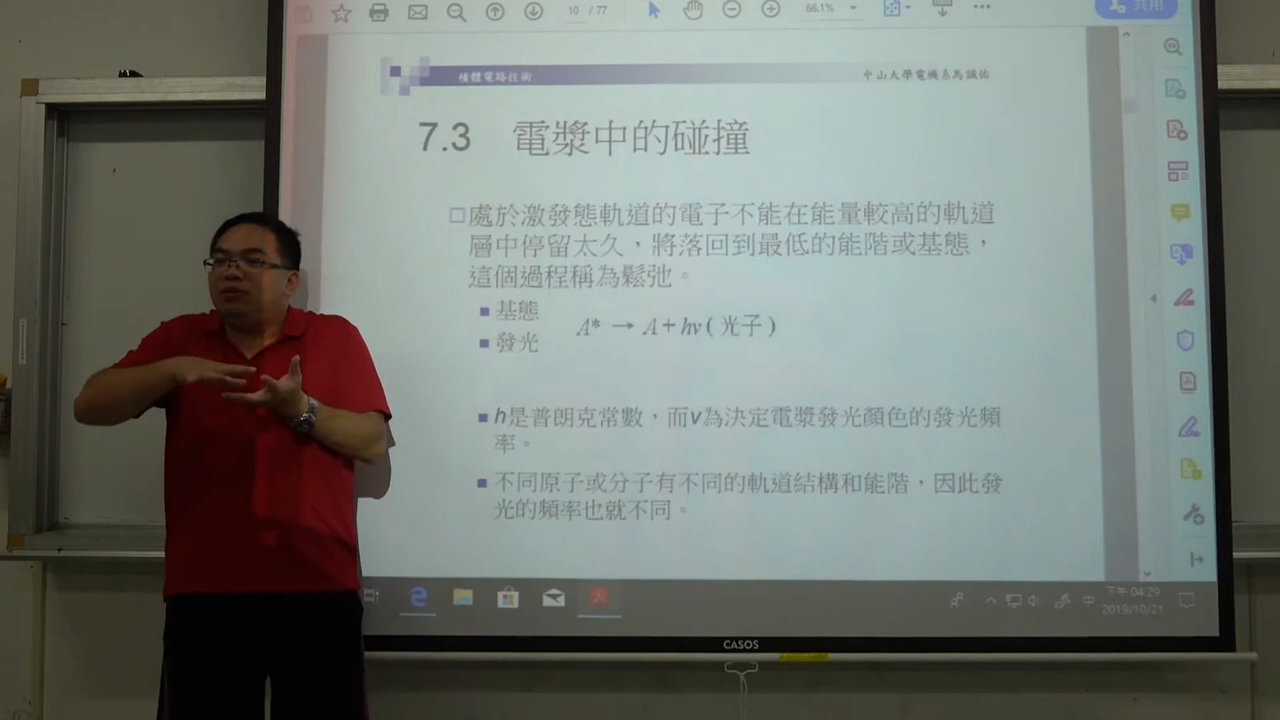 10 / 77
66.1%
共用
積體電路技術
中山大學電機系馬誠佑
7.3 電漿中的碰撞
處於激發態軌道的電子不能在能量較高的軌道
層中停留太久，將落回到最低的能階或基態，
這個過程稱為鬆弛。
基態
A* → A + hv ( 光子 )
發光
h是普朗克常數，而v為決定電漿發光顏色的發光頻
率。
不同原子或分子有不同的軌道結構和能階，因此發
光的頻率也就不同。
中
下午 04:29
2019/10/21
CASOS